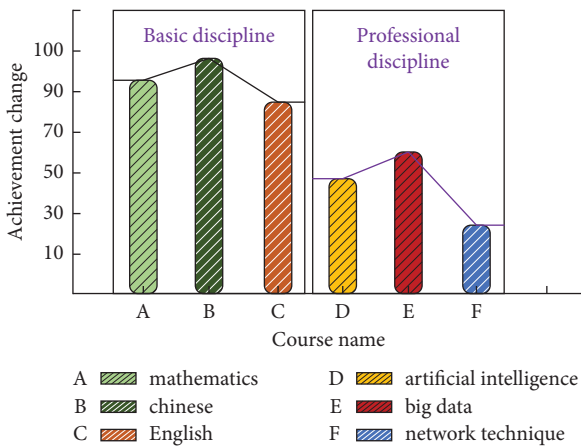 Basic discipline
Professional
discipline
Achievement change
100
90
70
50
30
10
A B C D E F
Course name
A mathematics
B chinese
C English
D artificial intelligence
E big data
F network technique